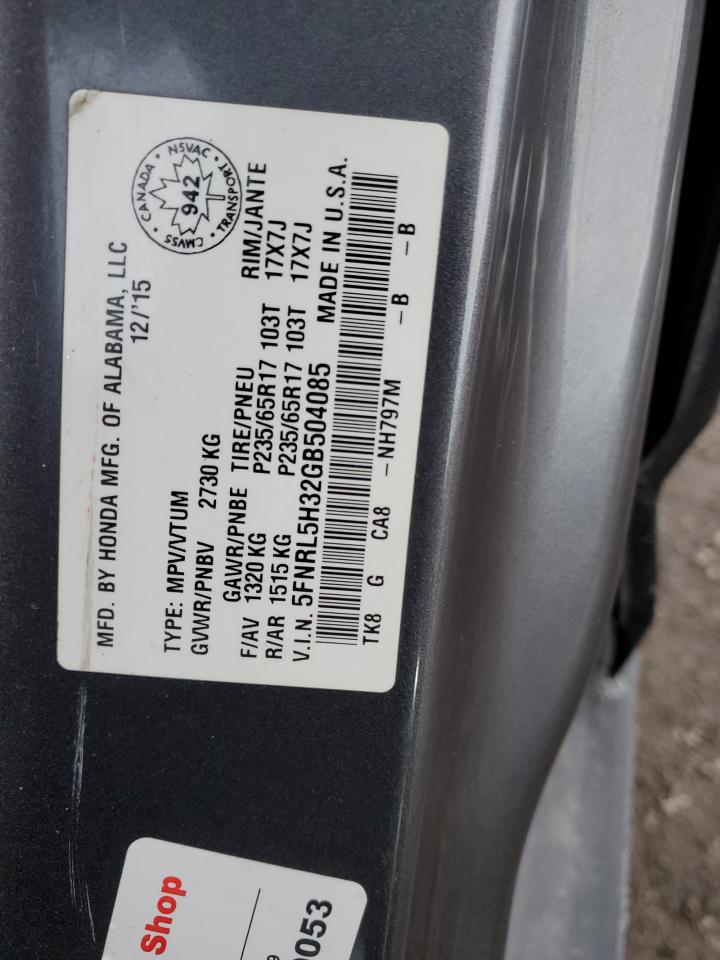 MFD. BY HONDA MFG. OF ALABAMA, LLC
12/'15
CMVSS • CANADA • NSVAC • TRANSPORT •
942
TYPE: MPV/VTUM
GVWR/PNBV 2730 KG
GAWR/PNBE TIRE/PNEU RIM/JANTE
F/AV 1320 KG P235/65R17 103T 17X7J
R/AR 1515 KG P235/65R17 103T 17X7J
V.I.N. 5FNRL5H32GB504085 MADE IN U.S.A.
TK8 G CA8 -NH797M -B -B
Shop
0053